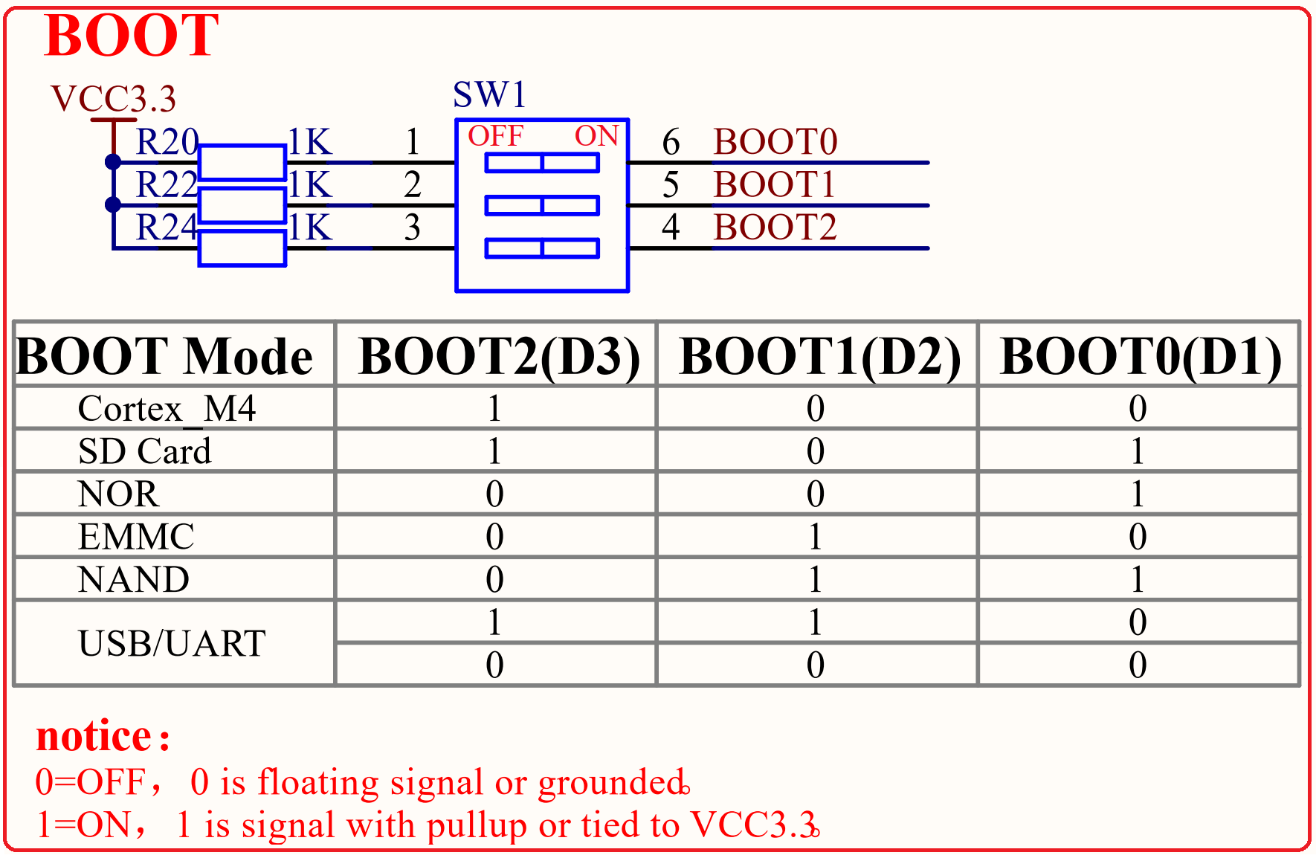 BOOT
VCC3.3
SW1
OFF ON
R20 1K 1 6 BOOT0
R22 1K 2 5 BOOT1
R24 1K 3 4 BOOT2
BOOT Mode BOOT2(D3) BOOT1(D2) BOOT0(D1)
Cortex_M4 1 0 0
SD Card 1 0 1
NOR 0 0 1
EMMC 0 1 0
NAND 0 1 1
USB/UART 1 1 0
0 0 0
notice：
0=OFF，0 is floating signal or grounded。
1=ON，1 is signal with pullup or tied to VCC3.3。